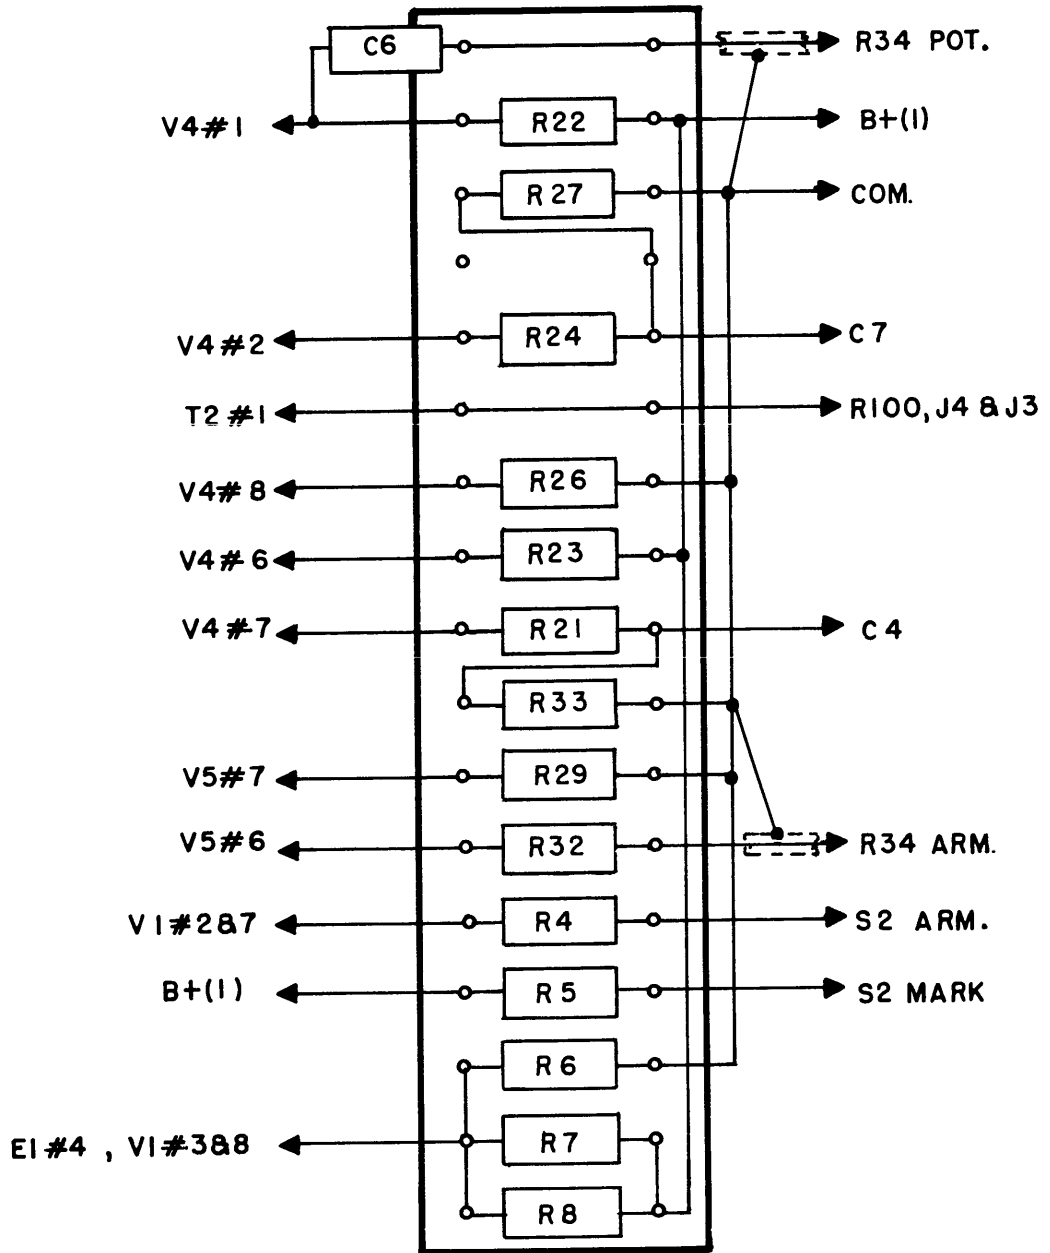 C6 R34 POT.
V4#1 R22 B+(1)
R27 COM.
V4#2 R24 C7
T2#1 R100, J4 & J3
V4#8 R26
V4#6 R23
V4#7 R21 C4
R33
V5#7 R29
V5#6 R32 R34 ARM.
V1#2&7 R4 S2 ARM.
B+(1) R5 S2 MARK
R6
E1#4 , V1#3&8 R7
R8